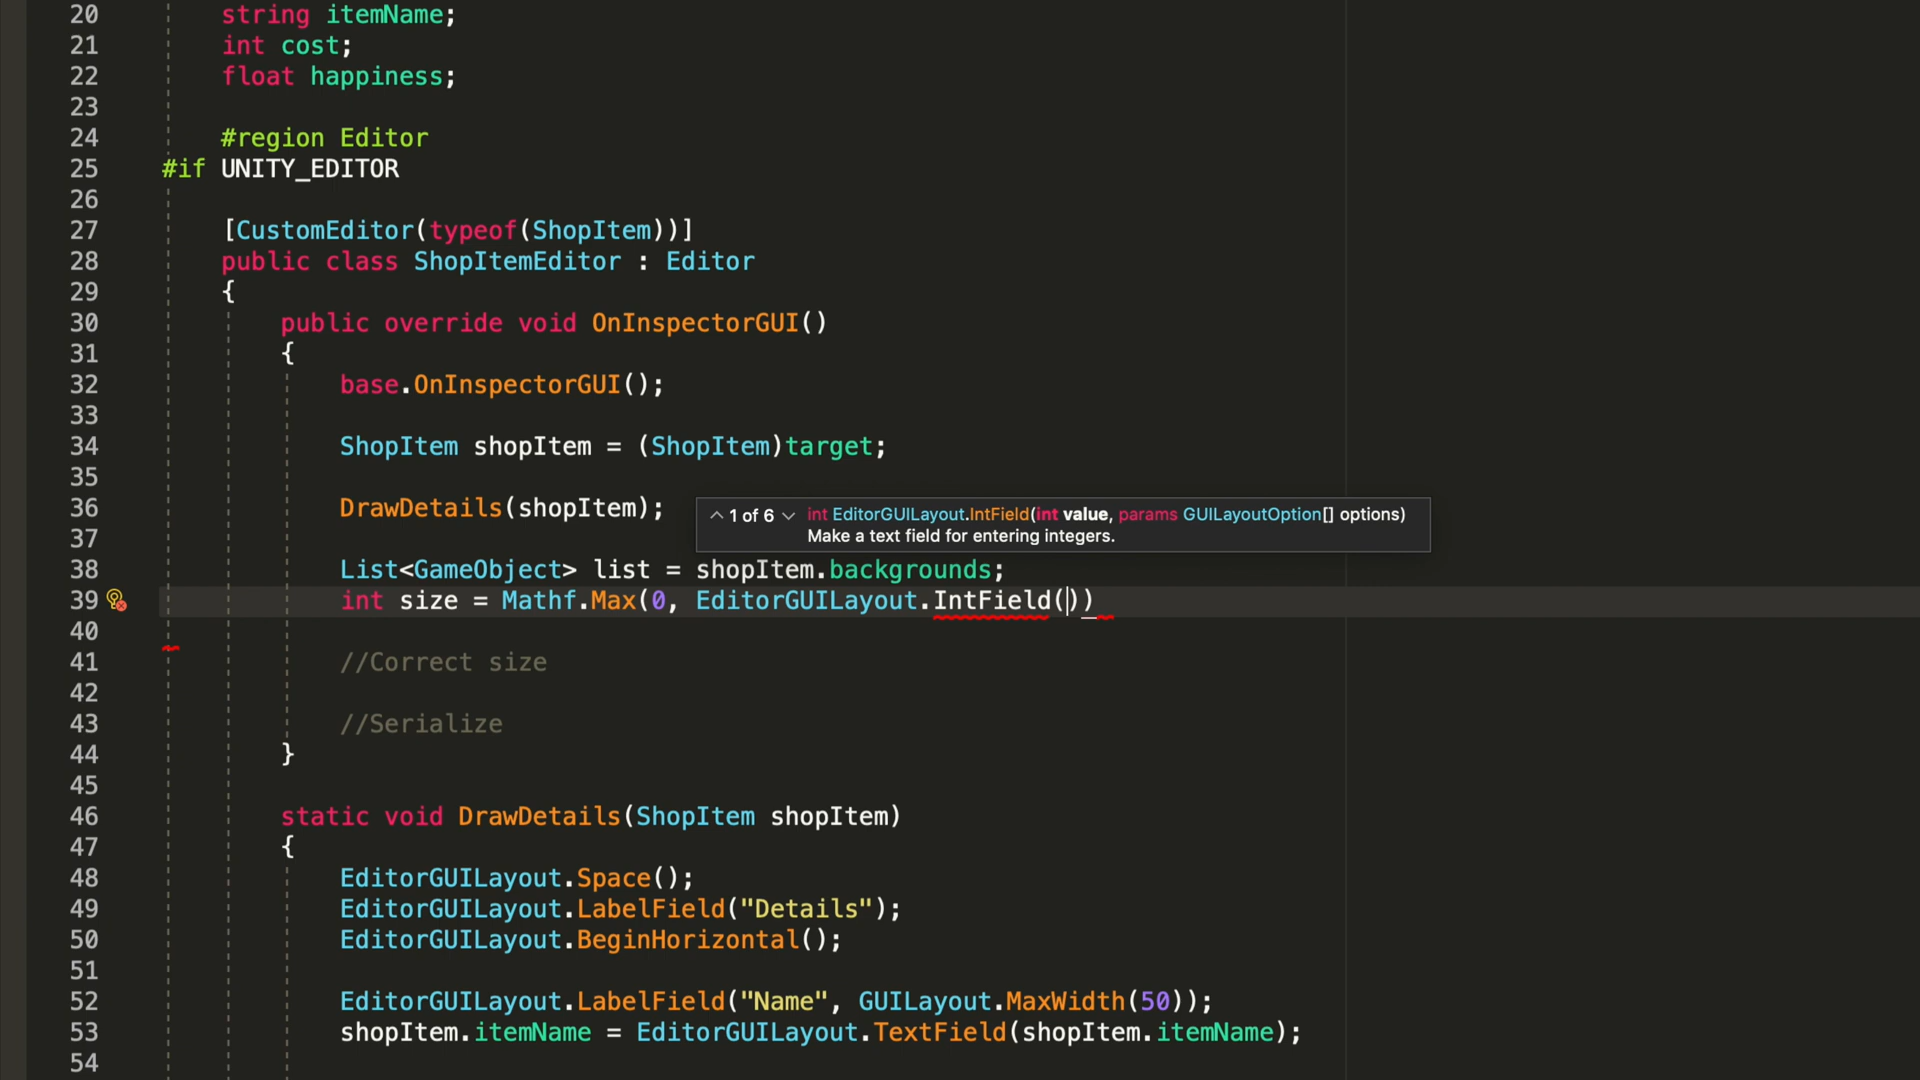 20 string itemName;
21 int cost;
22 float happiness;
23
24 #region Editor
25 #if UNITY_EDITOR
26
27 [CustomEditor(typeof(ShopItem))]
28 public class ShopItemEditor : Editor
29 {
30 public override void OnInspectorGUI()
31 {
32 base.OnInspectorGUI();
33
34 ShopItem shopItem = (ShopItem)target;
35
36 DrawDetails(shopItem);
1 of 6 int EditorGUILayout.IntField(int value, params GUILayoutOption[] options)
Make a text field for entering integers.
37
38 List<GameObject> list = shopItem.backgrounds;
39 int size = Mathf.Max(0, EditorGUILayout.IntField())
40
41 //Correct size
42
43 //Serialize
44 }
45
46 static void DrawDetails(ShopItem shopItem)
47 {
48 EditorGUILayout.Space();
49 EditorGUILayout.LabelField("Details");
50 EditorGUILayout.BeginHorizontal();
51
52 EditorGUILayout.LabelField("Name", GUILayout.MaxWidth(50));
53 shopItem.itemName = EditorGUILayout.TextField(shopItem.itemName);
54